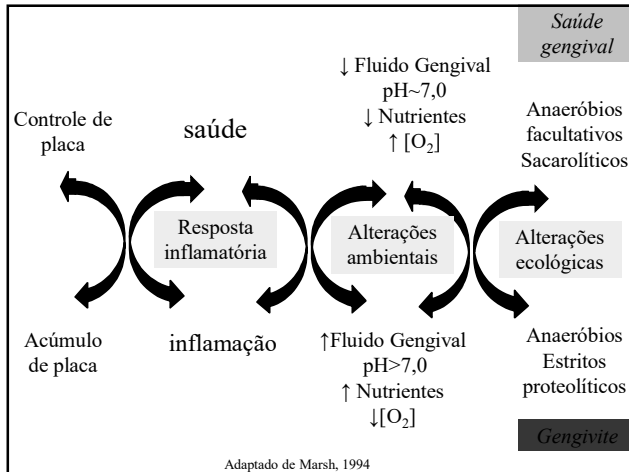 Saúde
gengival
↓ Fluido Gengival
pH~7,0
↓ Nutrientes
↑ [O₂]
Controle de
placa
saúde
Anaeróbios
facultativos
Sacarolíticos
Resposta
inflamatória
Alterações
ambientais
Alterações
ecológicas
Acúmulo
de placa
inflamação
↑Fluido Gengival
pH>7,0
↑ Nutrientes
↓[O₂]
Anaeróbios
Estritos
proteolíticos
Gengivite
Adaptado de Marsh, 1994